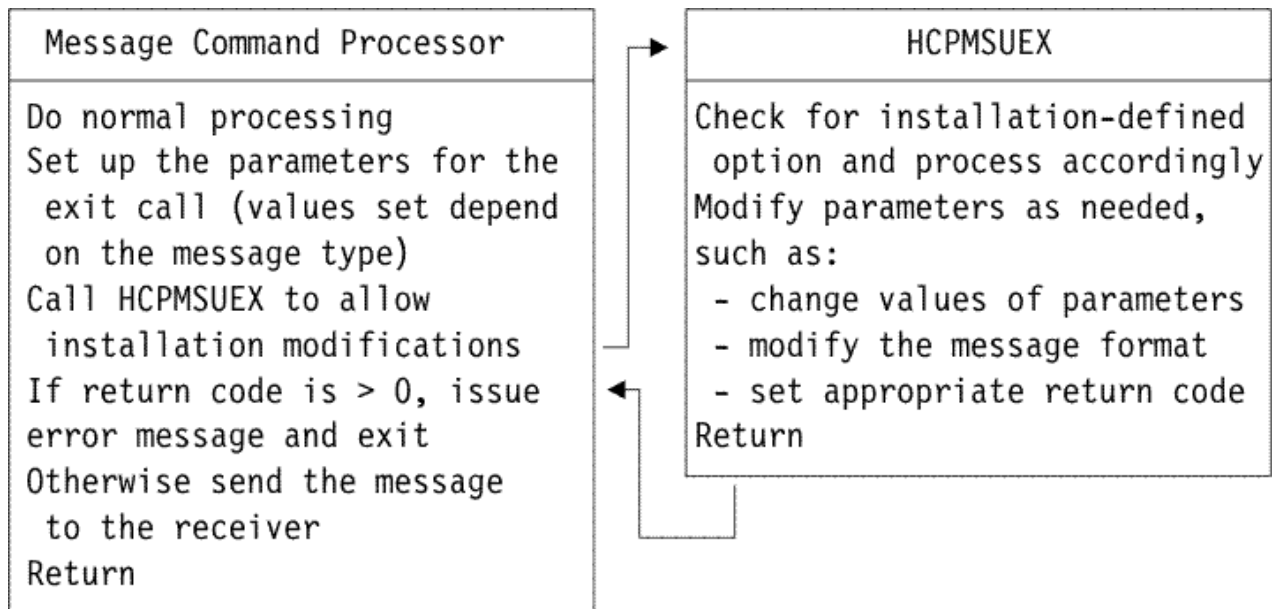 Message Command Processor
Do normal processing
Set up the parameters for the
exit call (values set depend
on the message type)
Call HCPMSUEX to allow
installation modifications
If return code is > 0, issue
error message and exit
Otherwise send the message
to the receiver
Return
HCPMSUEX
Check for installation-defined
option and process accordingly
Modify parameters as needed,
such as:
- change values of parameters
- modify the message format
- set appropriate return code
Return